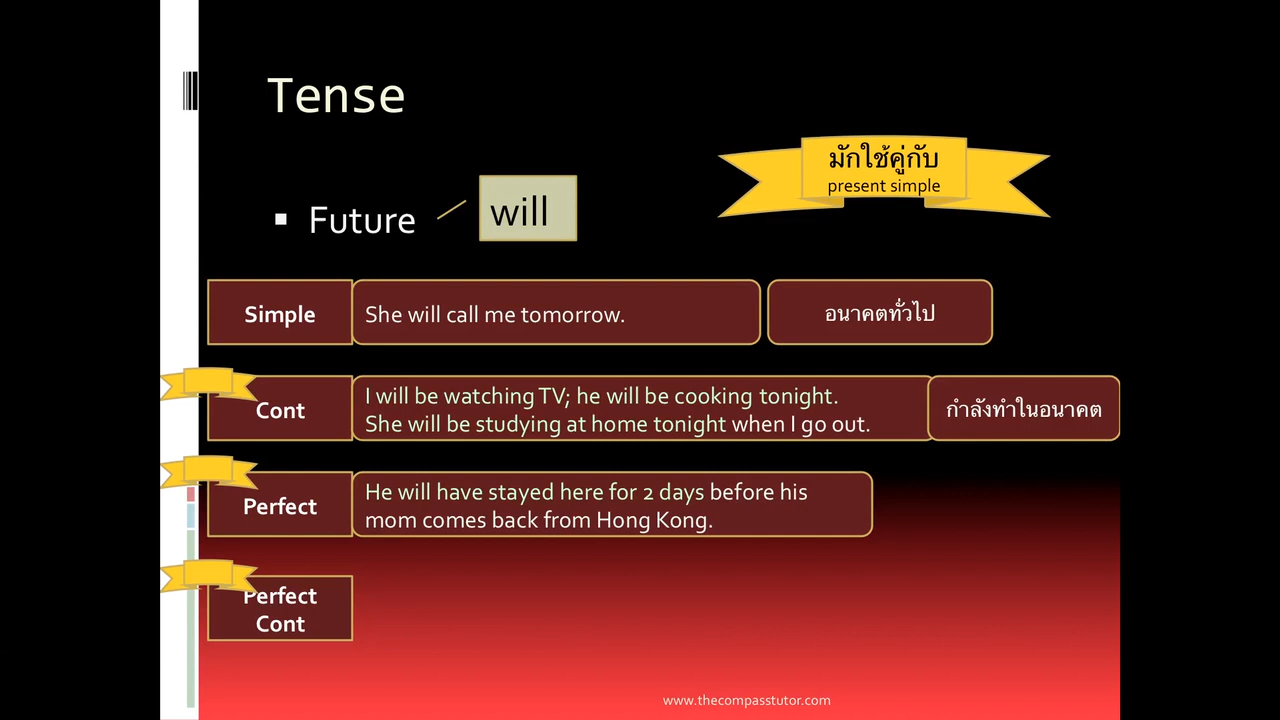 Tense
มักใช้คู่กับ
present simple
Future
will
Simple
She will call me tomorrow.
อนาคตทั่วไป
Cont
I will be watching TV; he will be cooking tonight.
She will be studying at home tonight when I go out.
กำลังทำในอนาคต
Perfect
He will have stayed here for 2 days before his
mom comes back from Hong Kong.
Perfect
Cont
www.thecompasstutor.com